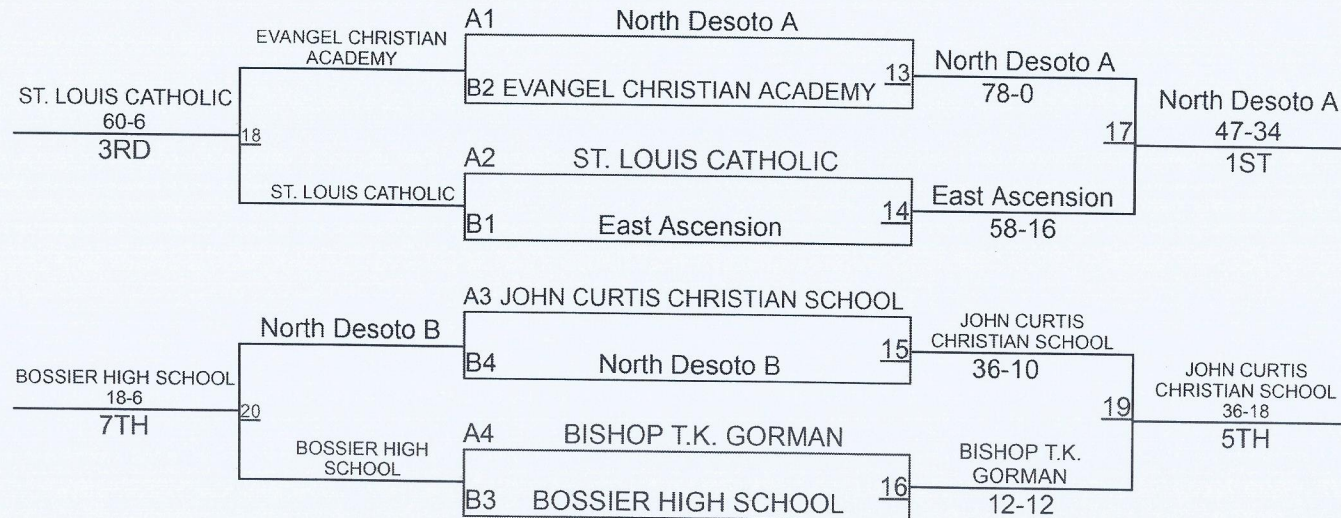 A1 North Desoto A
EVANGEL CHRISTIAN
ACADEMY
13
North Desoto A
B2 EVANGEL CHRISTIAN ACADEMY
78-0
ST. LOUIS CATHOLIC
60-6
3RD
18
17
North Desoto A
47-34
1ST
A2 ST. LOUIS CATHOLIC
ST. LOUIS CATHOLIC
14
East Ascension
B1 East Ascension
58-16
A3 JOHN CURTIS CHRISTIAN SCHOOL
North Desoto B
JOHN CURTIS
CHRISTIAN SCHOOL
15
B4 North Desoto B
36-10
BOSSIER HIGH SCHOOL
18-6
7TH
20
19
JOHN CURTIS
CHRISTIAN SCHOOL
36-18
5TH
A4 BISHOP T.K. GORMAN
BOSSIER HIGH
SCHOOL
BISHOP T.K.
GORMAN
16
B3 BOSSIER HIGH SCHOOL
12-12